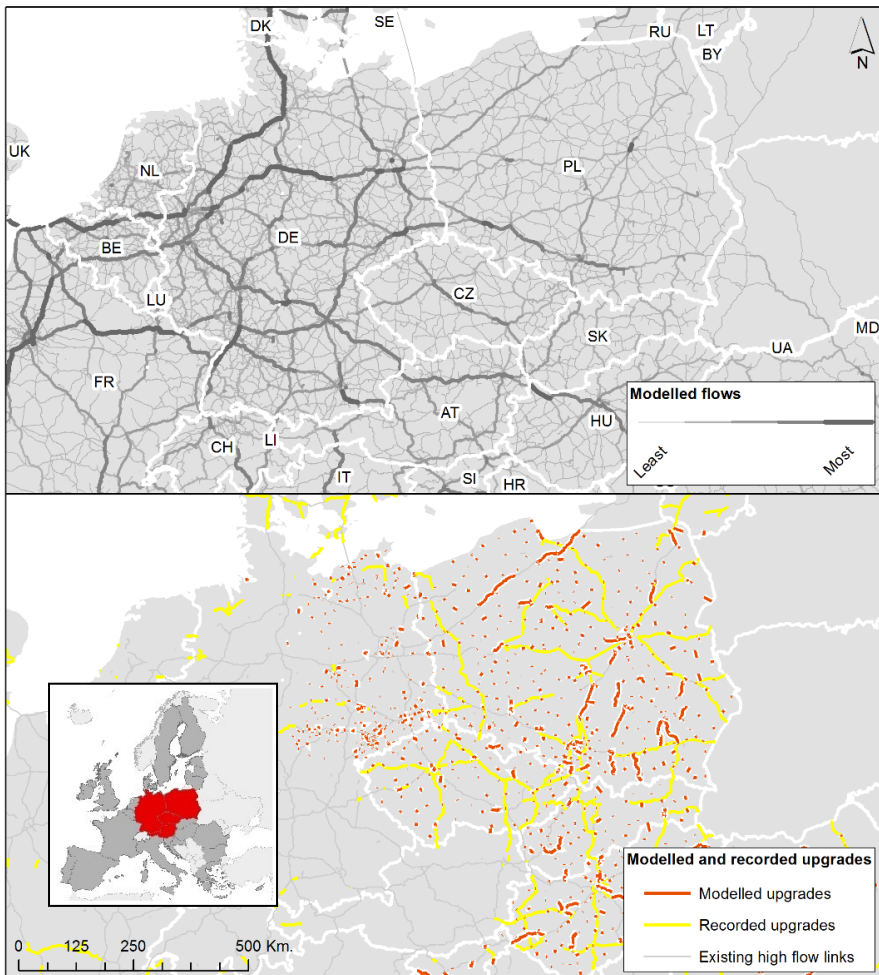 DK
SE
RU
LT
BY
N
UK
NL
PL
BE
DE
LU
CZ
SK
MD
UA
FR
AT
HU
CH
LI
IT
SI
HR
Modelled flows
Least
Most
Modelled and recorded upgrades
Modelled upgrades
Recorded upgrades
Existing high flow links
0 125 250 500 Km.